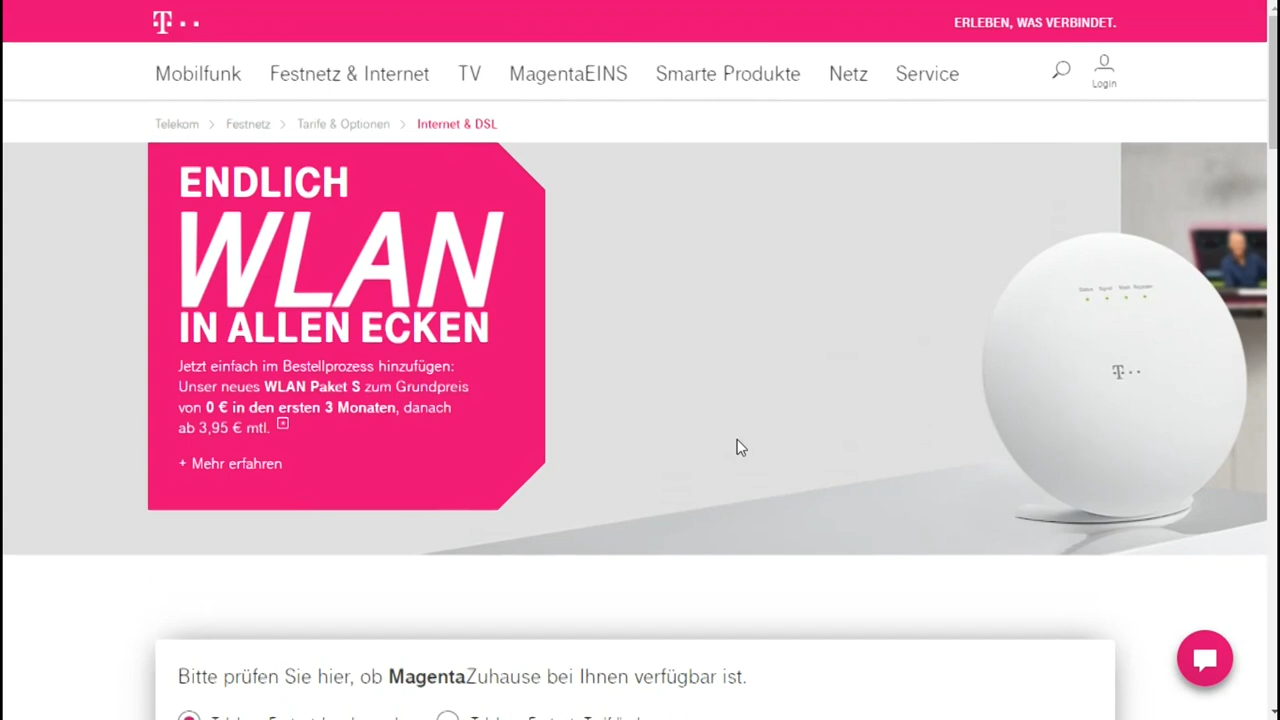 T
ERLEBEN, WAS VERBINDET.
Mobilfunk Festnetz & Internet TV MagentaEINS Smarte Produkte Netz Service
Login
Telekom > Festnetz > Tarife & Optionen > Internet & DSL
ENDLICH
WLAN
IN ALLEN ECKEN
Jetzt einfach im Bestellprozess hinzufügen:
Unser neues WLAN Paket S zum Grundpreis
von 0 € in den ersten 3 Monaten, danach
ab 3,95 € mtl.
+ Mehr erfahren
T
Bitte prüfen Sie hier, ob MagentaZuhause bei Ihnen verfügbar ist.